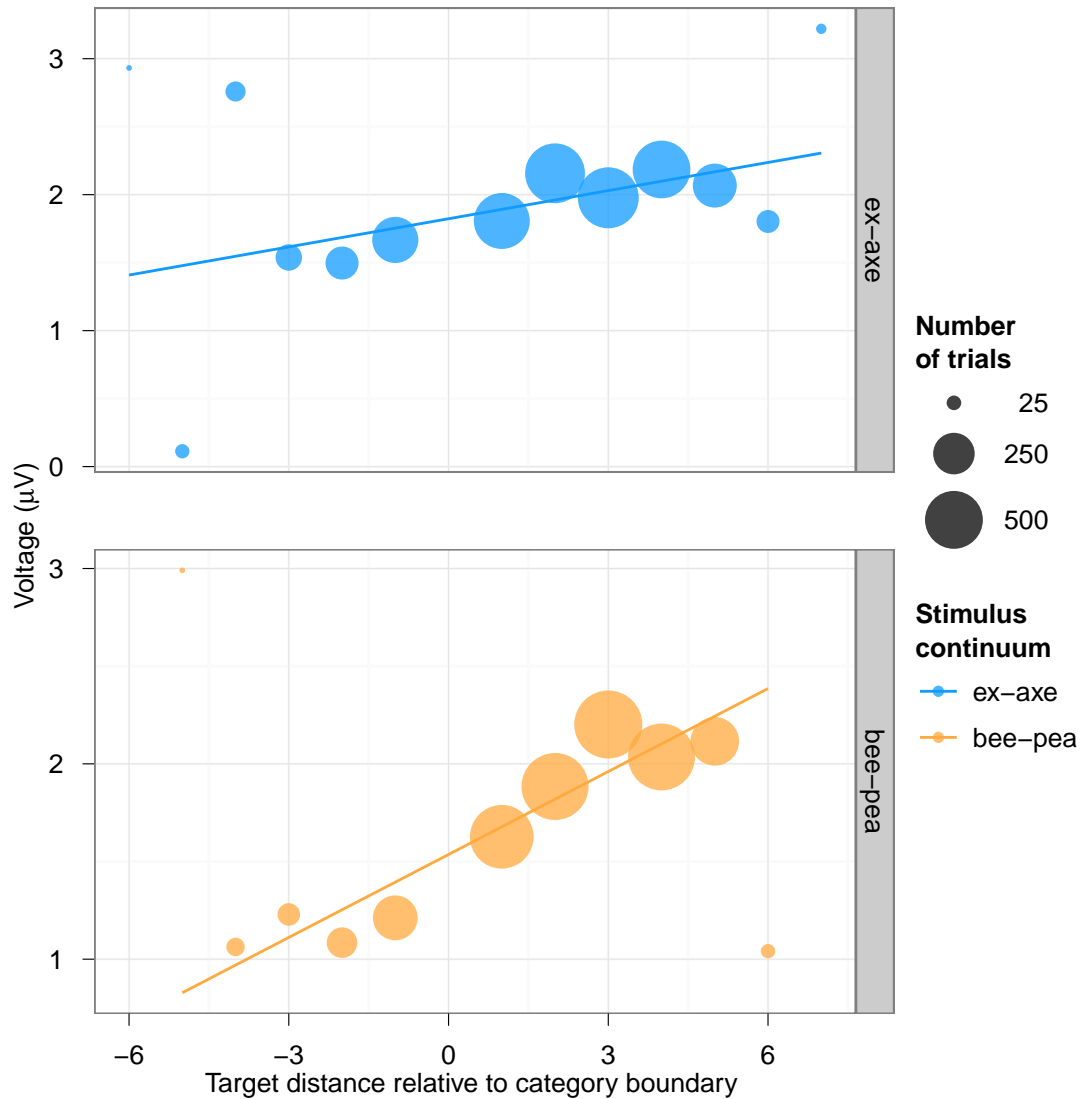 3
2
1
0
ex−axe
Voltage (µV)
3
2
1
bee−pea
−6
−3
0
3
6
Target distance relative to category boundary
Number
of trials
25
250
500
Stimulus
continuum
ex−axe
bee−pea